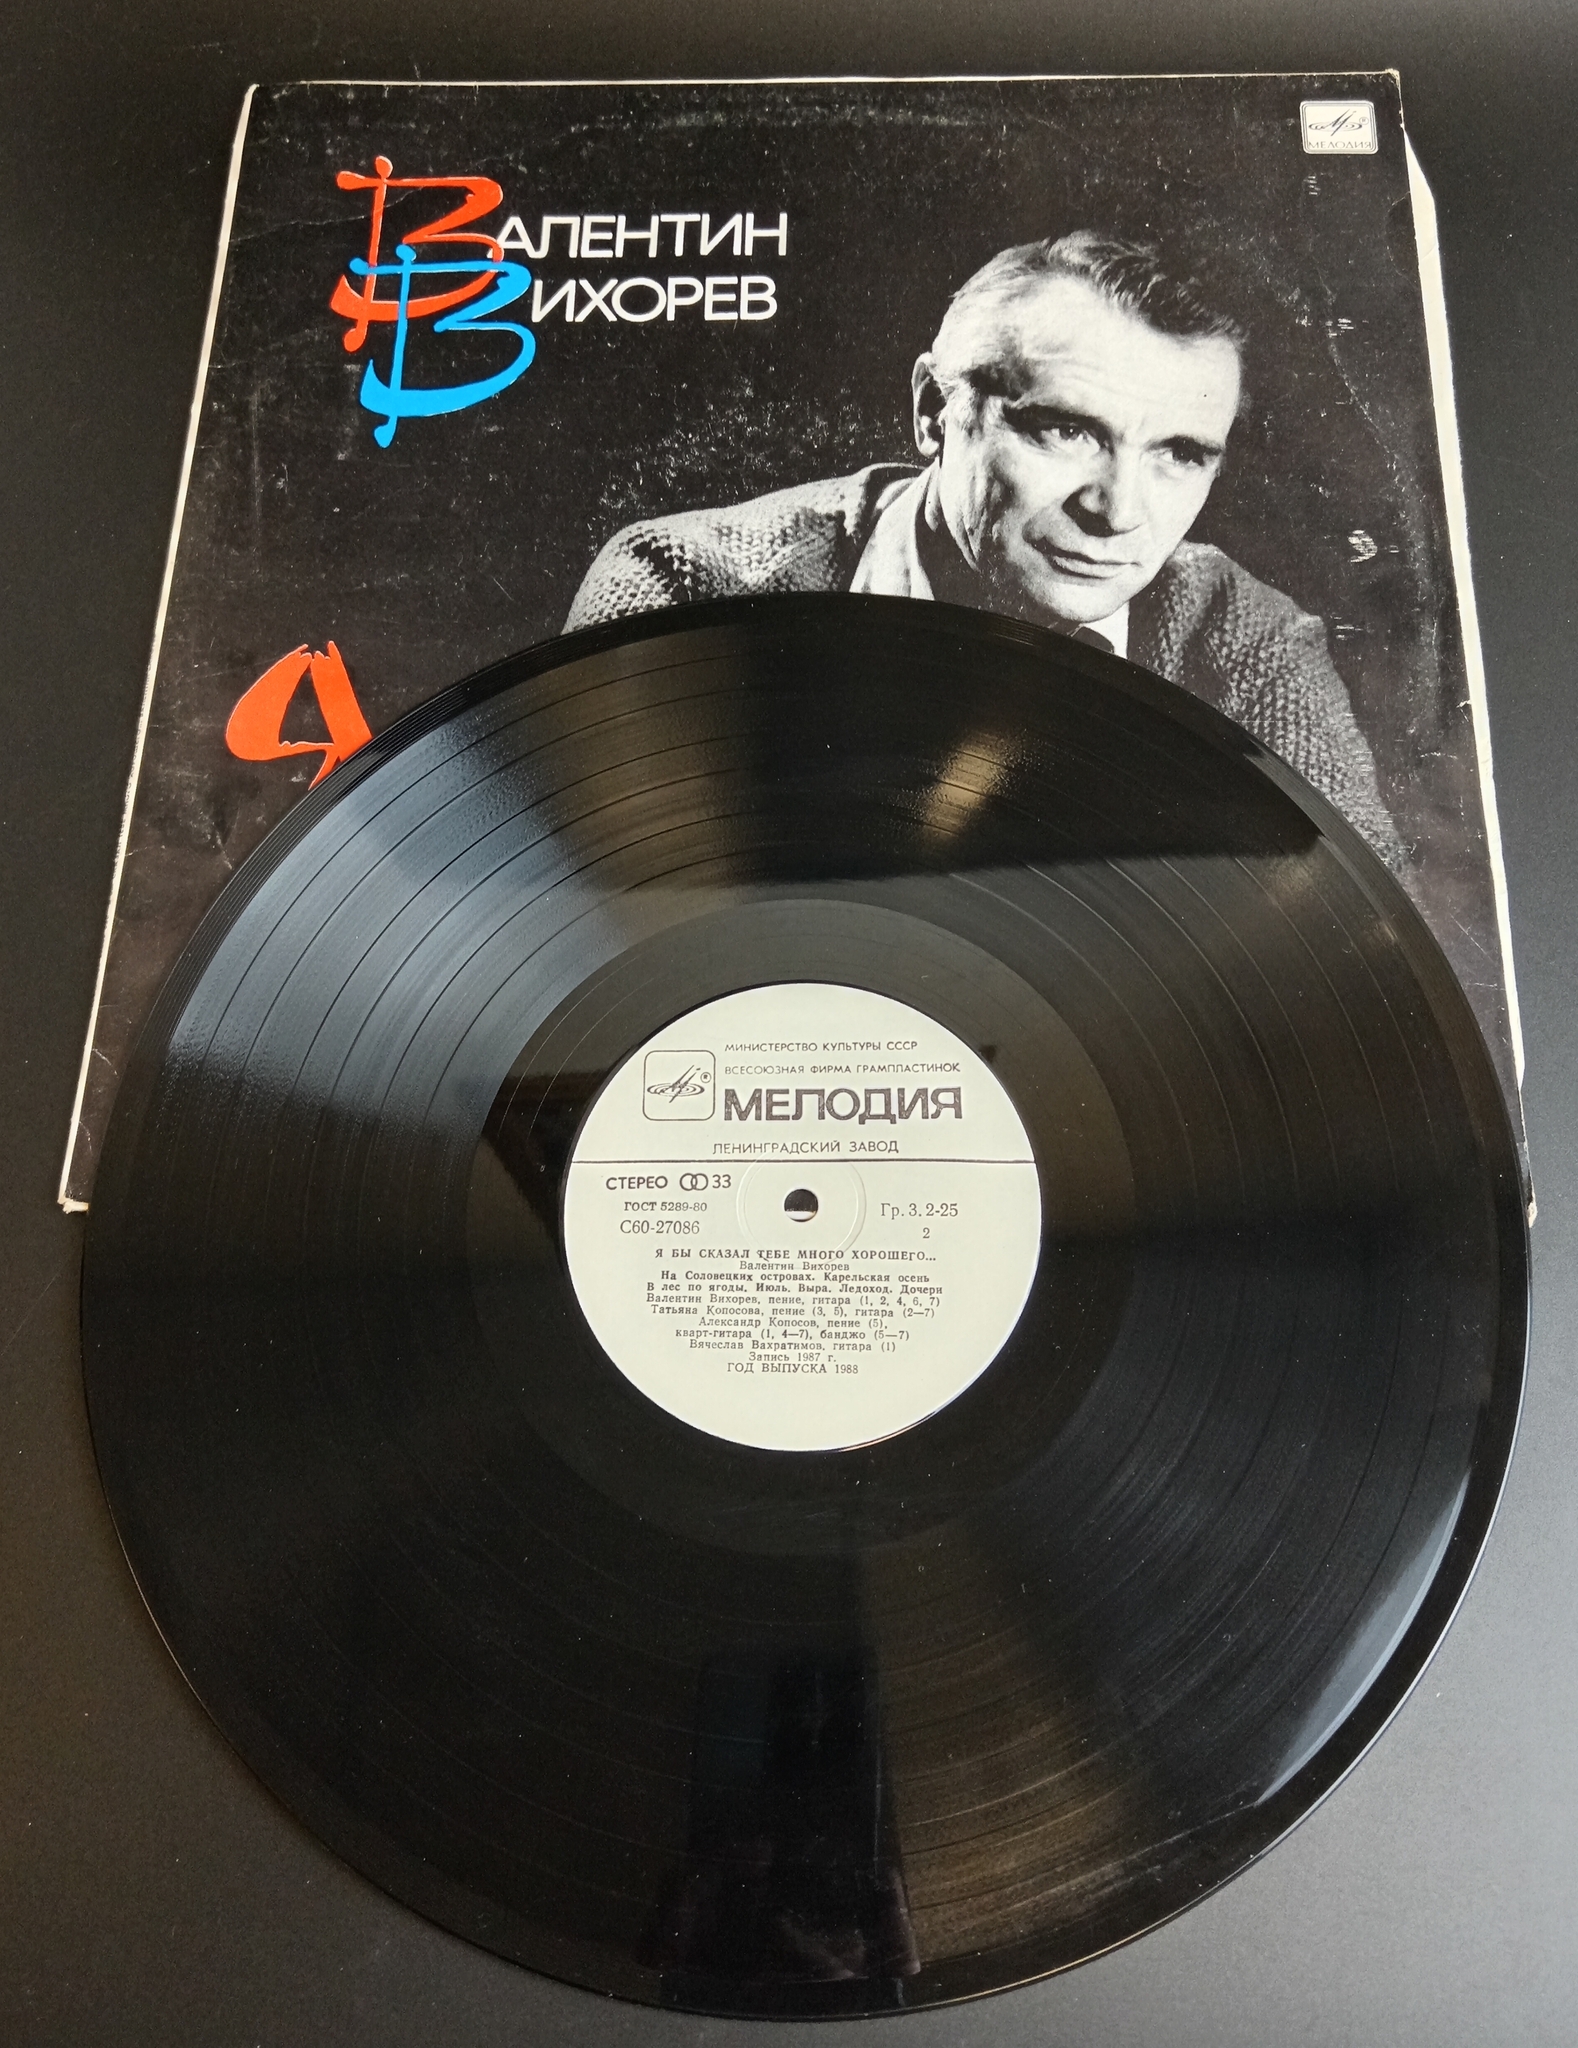 МЕЛОДИЯ
ВАЛЕНТИН
ВИХОРЕВ
Я
МИНИСТЕРСТВО КУЛЬТУРЫ СССР
ВСЕСОЮЗНАЯ ФИРМА ГРАМПЛАСТИНОК
МЕЛОДИЯ
ЛЕНИНГРАДСКИЙ ЗАВОД
СТЕРЕО 33
ГОСТ 5289-80
С60-27086
Гр. 3. 2-25
2
Я БЫ СКАЗАЛ ТЕБЕ МНОГО ХОРОШЕГО...
Валентин Вихорев
На Соловецких островах. Карельская осень
В лес по ягоды. Июль. Выра. Ледоход. Дочери
Валентин Вихорев, пение, гитара (1, 2, 4, 6, 7)
Татьяна Копосова, пение (3, 5), гитара (2—7)
Александр Копосов, пение (5),
кварт-гитара (1, 4—7), банджо (5—7)
Вячеслав Вахратимов, гитара (1)
Запись 1987 г.
ГОД ВЫПУСКА 1988